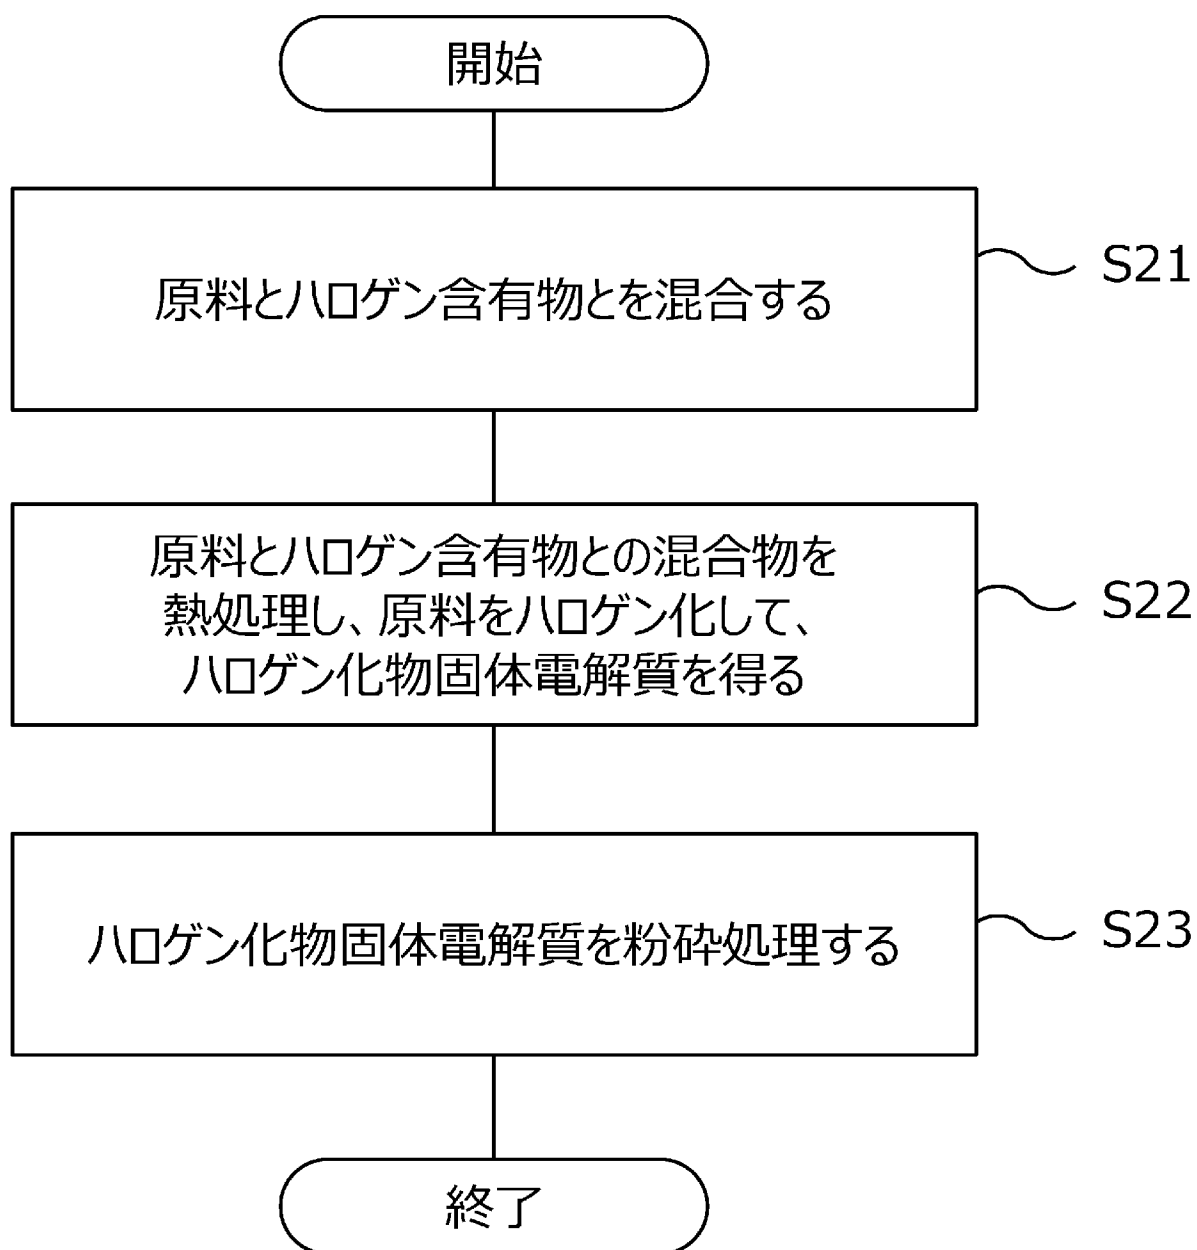 開始
原料とハロゲン含有物とを混合する
S21
原料とハロゲン含有物との混合物を
熱処理し、原料をハロゲン化して、
ハロゲン化物固体電解質を得る
S22
ハロゲン化物固体電解質を粉砕処理する
S23
終了